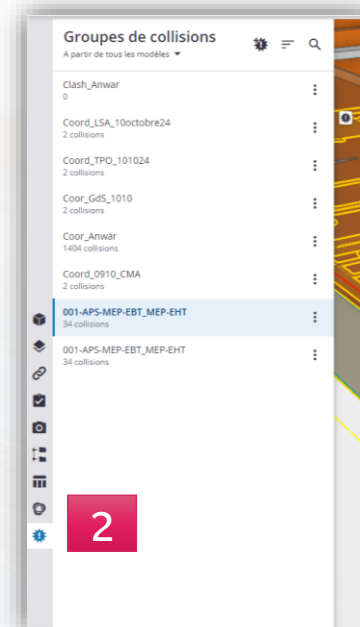 Groupes de collisions
A partir de tous les modèles
Clash_Anwar
0
Coord_LSA_10octobre24
2 collisions
Coord_TPO_101024
2 collisions
Coor_GdS_1010
2 collisions
Coor_Anwar
1404 collisions
Coord_0910_CMA
2 collisions
001-APS-MEP-EBT_MEP-EHT
34 collisions
001-APS-MEP-EBT_MEP-EHT
34 collisions
2